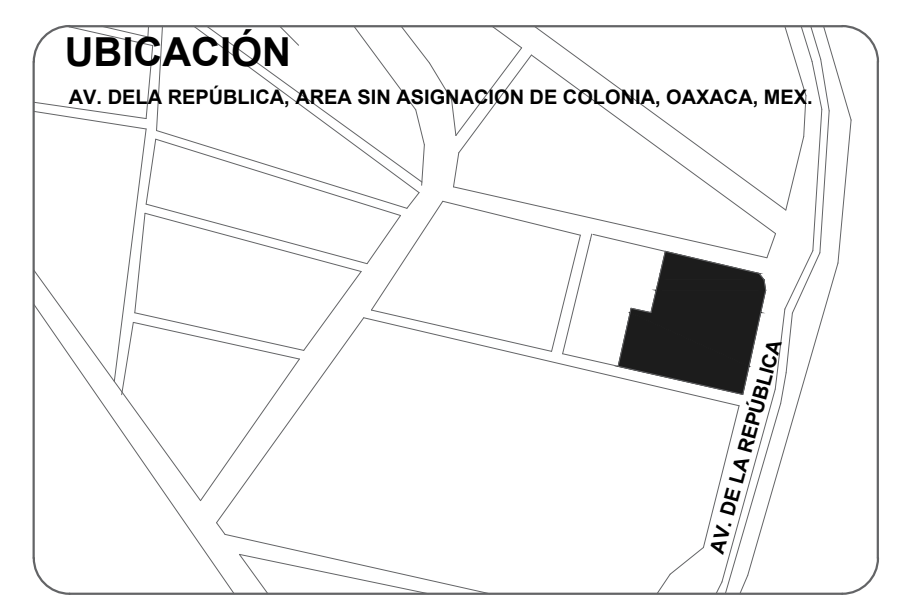 UBICACIÓN
AV. DELA REPÚBLICA, AREA SIN ASIGNACION DE COLONIA, OAXACA, MEX.
AV. DE LA REPÚBLICA